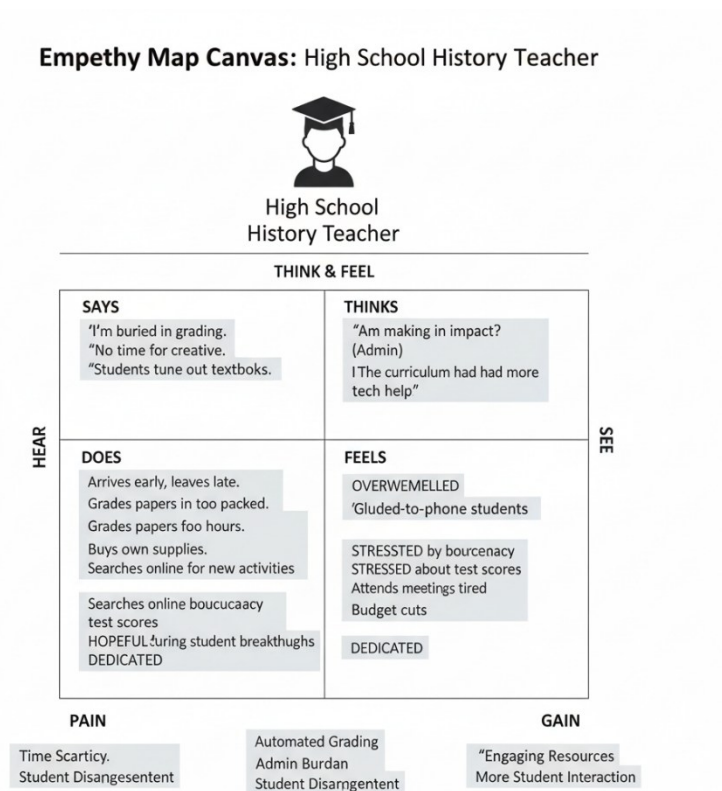 Empethy Map Canvas: High School History Teacher
High School
History Teacher
THINK & FEEL
SAYS
'I'm buried in grading.
"No time for creative.
"Students tune out textboks.
THINKS
"Am making in impact?
(Admin)
I The curriculum had had more
tech help"
HEAR
SEE
DOES
Arrives early, leaves late.
Grades papers in too packed.
Grades papers foo hours.
Buys own supplies.
Searches online for new activities
Searches online boucucaacy
test scores
HOPEFUL during student breakthughs
DEDICATED
FEELS
OVERWEMELLED
'Gluded-to-phone students
STRESSTED by bourcenacy
STRESSED about test scores
Attends meetings tired
Budget cuts
DEDICATED
PAIN
Time Scarticy.
Student Disangesentent
Automated Grading
Admin Burdan
Student Disarngentent
GAIN
"Engaging Resources
More Student Interaction